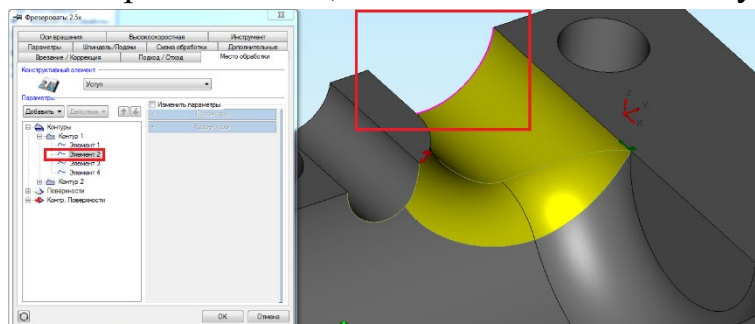 Фрезеровать 2.5x
Оси вращения Высокоскоростная Инструмент
Параметры Шпиндель/Подачи Схема обработки Дополнительные
Врезание / Коррекция Подход / Отход Место обработки
Конструктивный элемент
Уступ
Параметры
Добавить Действия Изменить параметры
Параметры
Контуры
Контур 1
Элемент 1
Элемент 2
Элемент 3
Элемент 4
Контур 2
Поверхности
Контр. Поверхности
Z
Y
X
OK Отмена